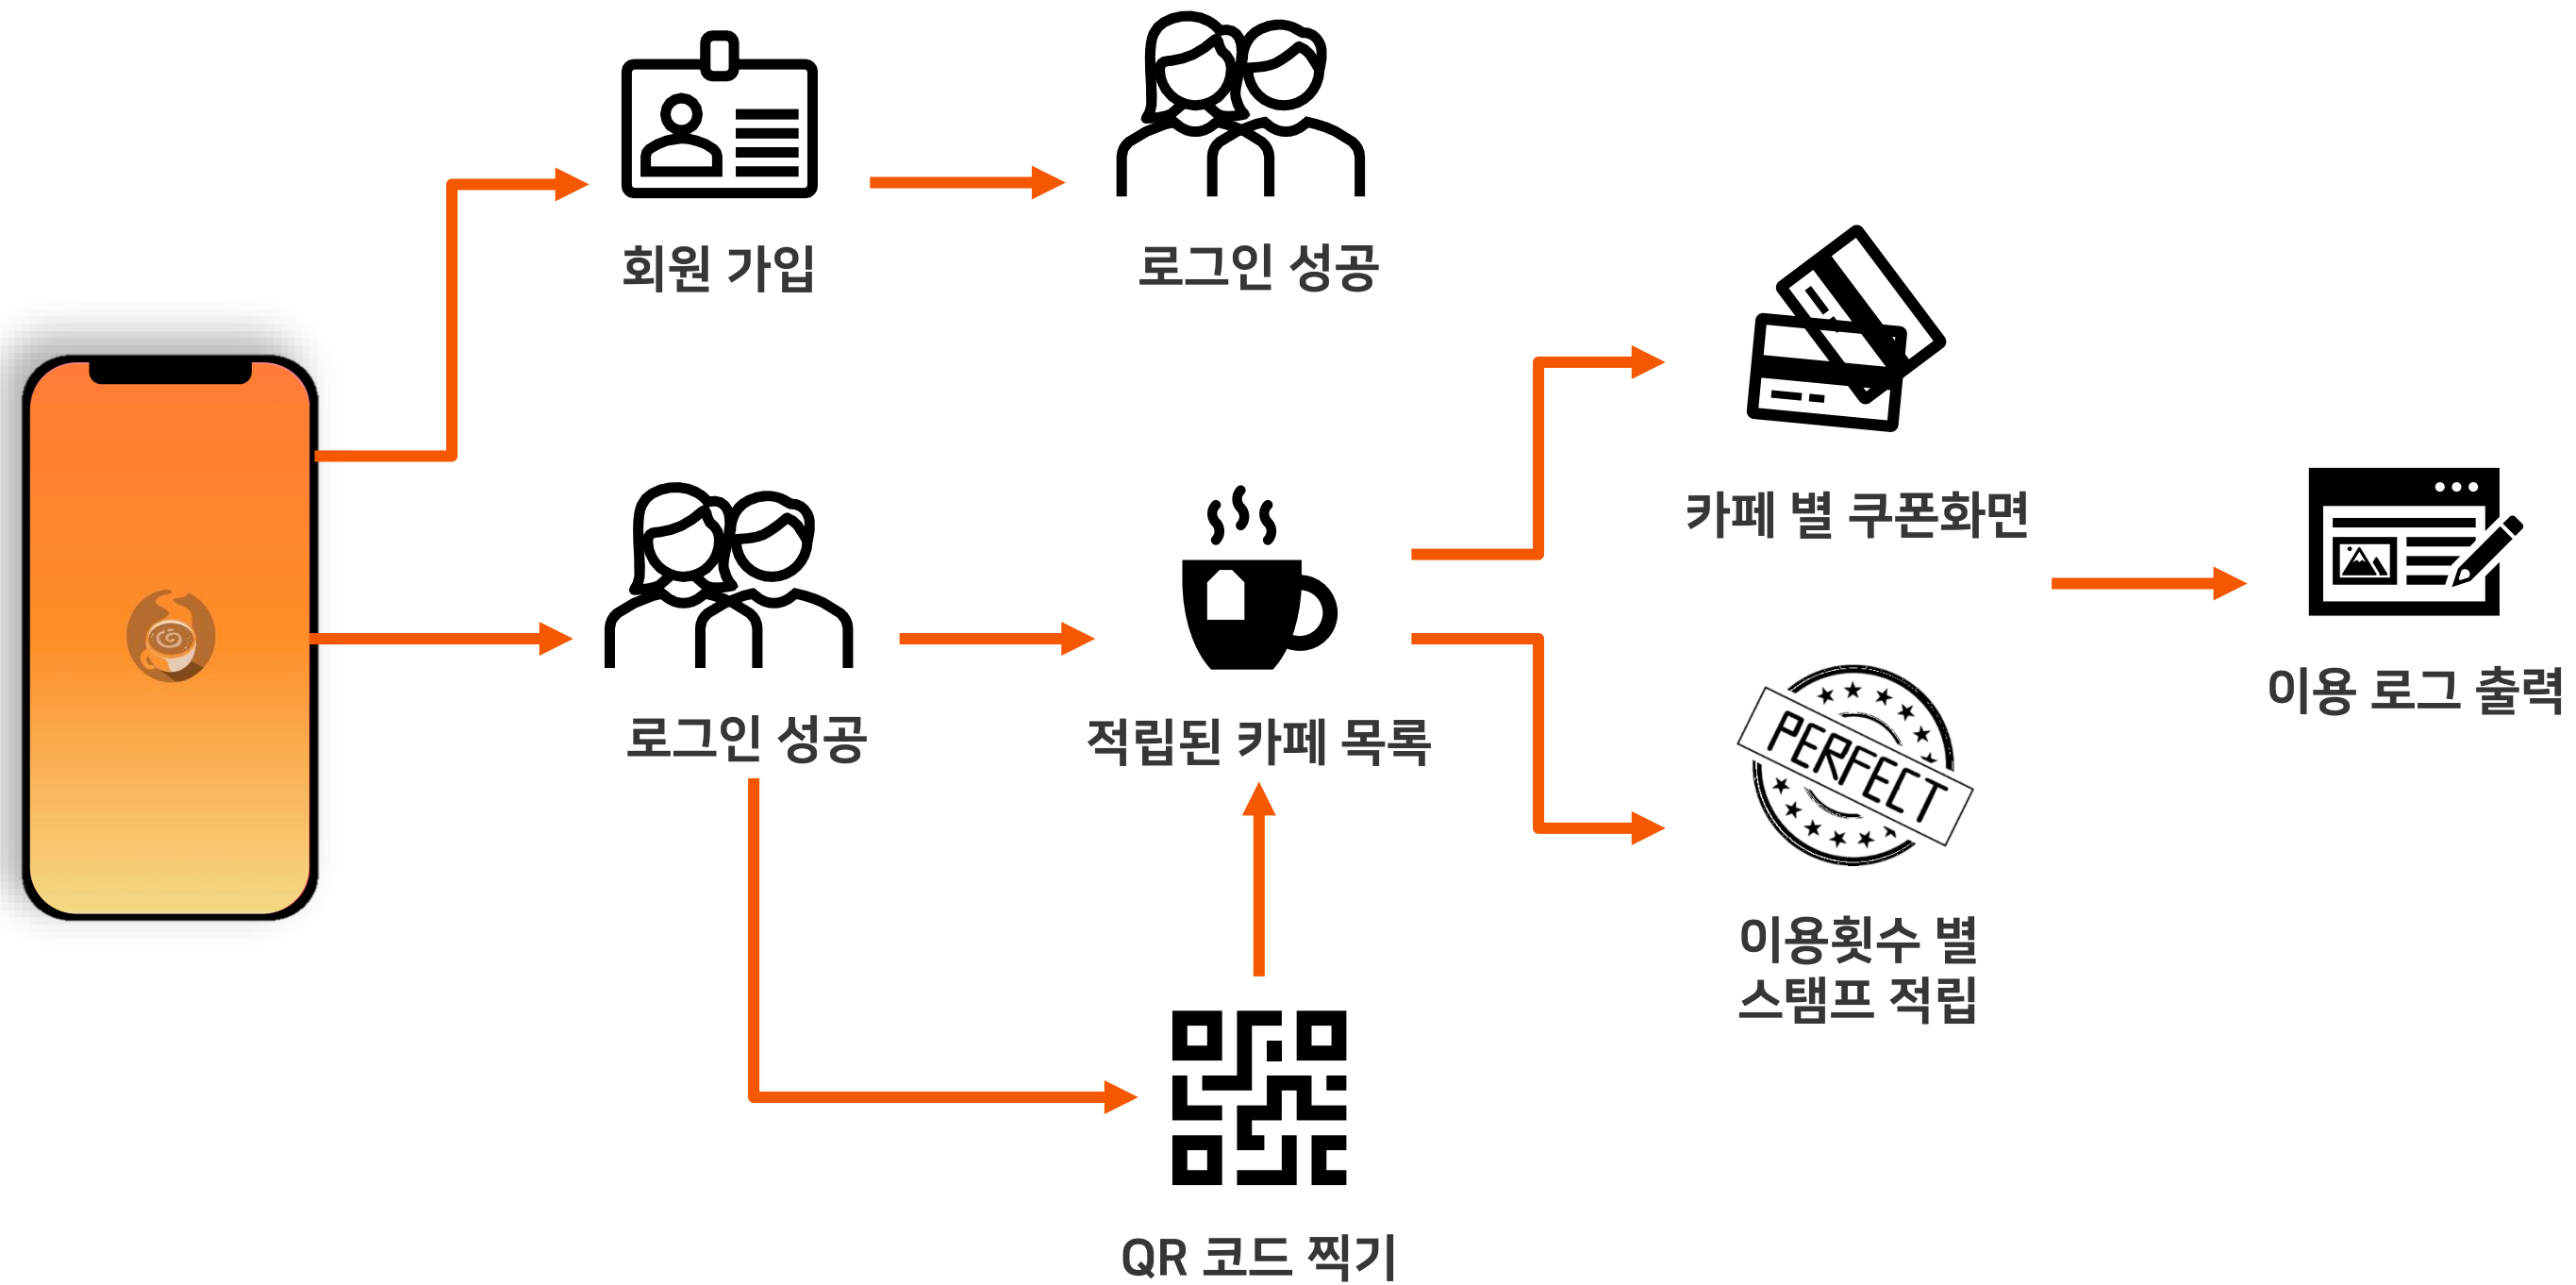 회원 가입
로그인 성공
카페 별 쿠폰화면
로그인 성공
적립된 카페 목록
이용 로그 출력
PERFECT
이용횟수 별
스탬프 적립
QR 코드 찍기